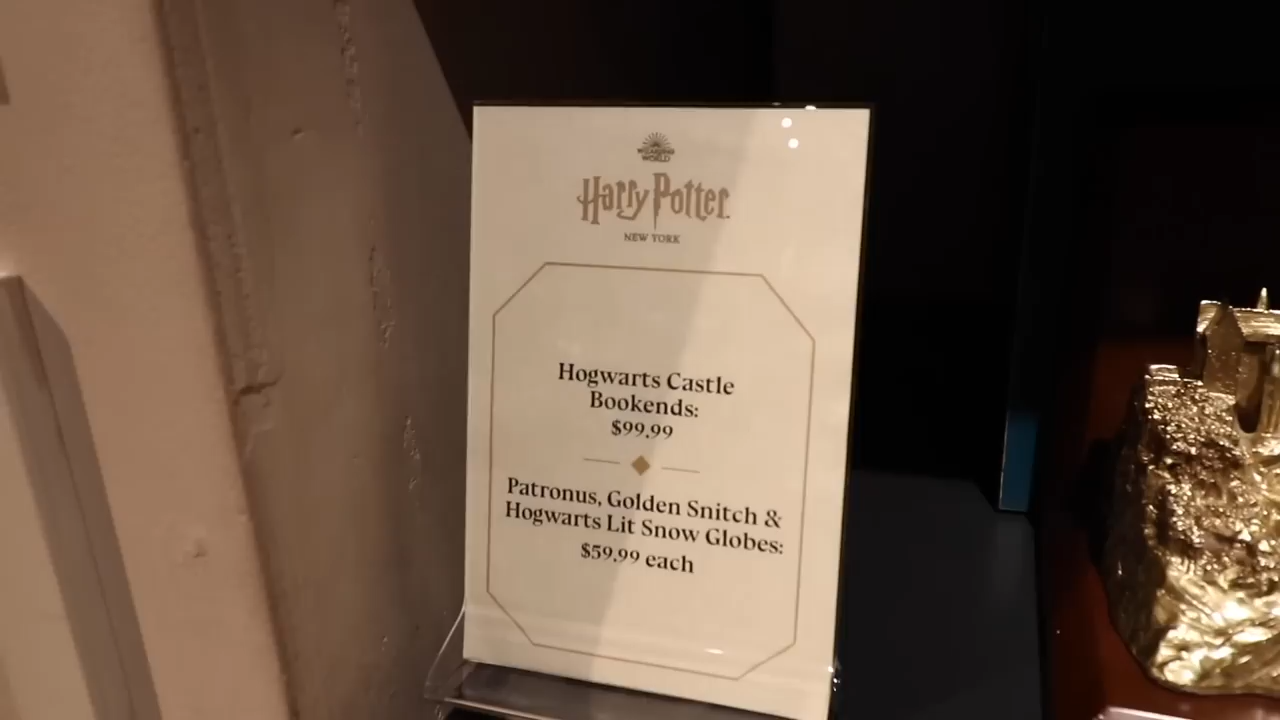 WIZARDING
WORLD
Harry Potter
NEW YORK
Hogwarts Castle
Bookends:
$99.99
Patronus, Golden Snitch &
Hogwarts Lit Snow Globes:
$59.99 each